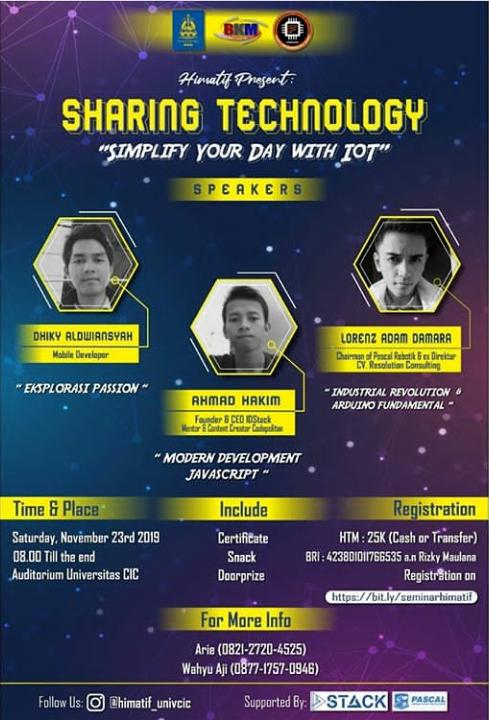 BKM
Himatif Present:
SHARING TECHNOLOGY
"SIMPLIFY YOUR DAY WITH IOT"
SPEAKERS
DHIKY ALDWIANSYAH
Mobile Developer
" EKSPLORASI PASSION "
AHMAD HAKIM
Founder & CEO IDStack
Mentor & Content Creator Codepolitan
" MODERN DEVELOPMENT
JAVASCRIPT "
LORENZ ADAM DAMARA
Chairman of Pascal Robotik & ex Direktur
CV. Resolution Consulting
" INDUSTRIAL REVOLUTION &
ARDUINO FUNDAMENTAL "
Time & Place
Saturday, November 23rd 2019
08.00 Till the end
Auditorium Universitas CIC
Include
Certificate
Snack
Doorprize
Registration
HTM : 25K (Cash or Transfer)
BRI : 423801011766535 a.n Rizky Maulana
Registration on
https://bit.ly/seminarhimatif
For More Info
Arie (0821-2720-4525)
Wahyu Aji (0877-1757-0946)
Follow Us: @himatif_univcic
Supported By: STACK PASCAL